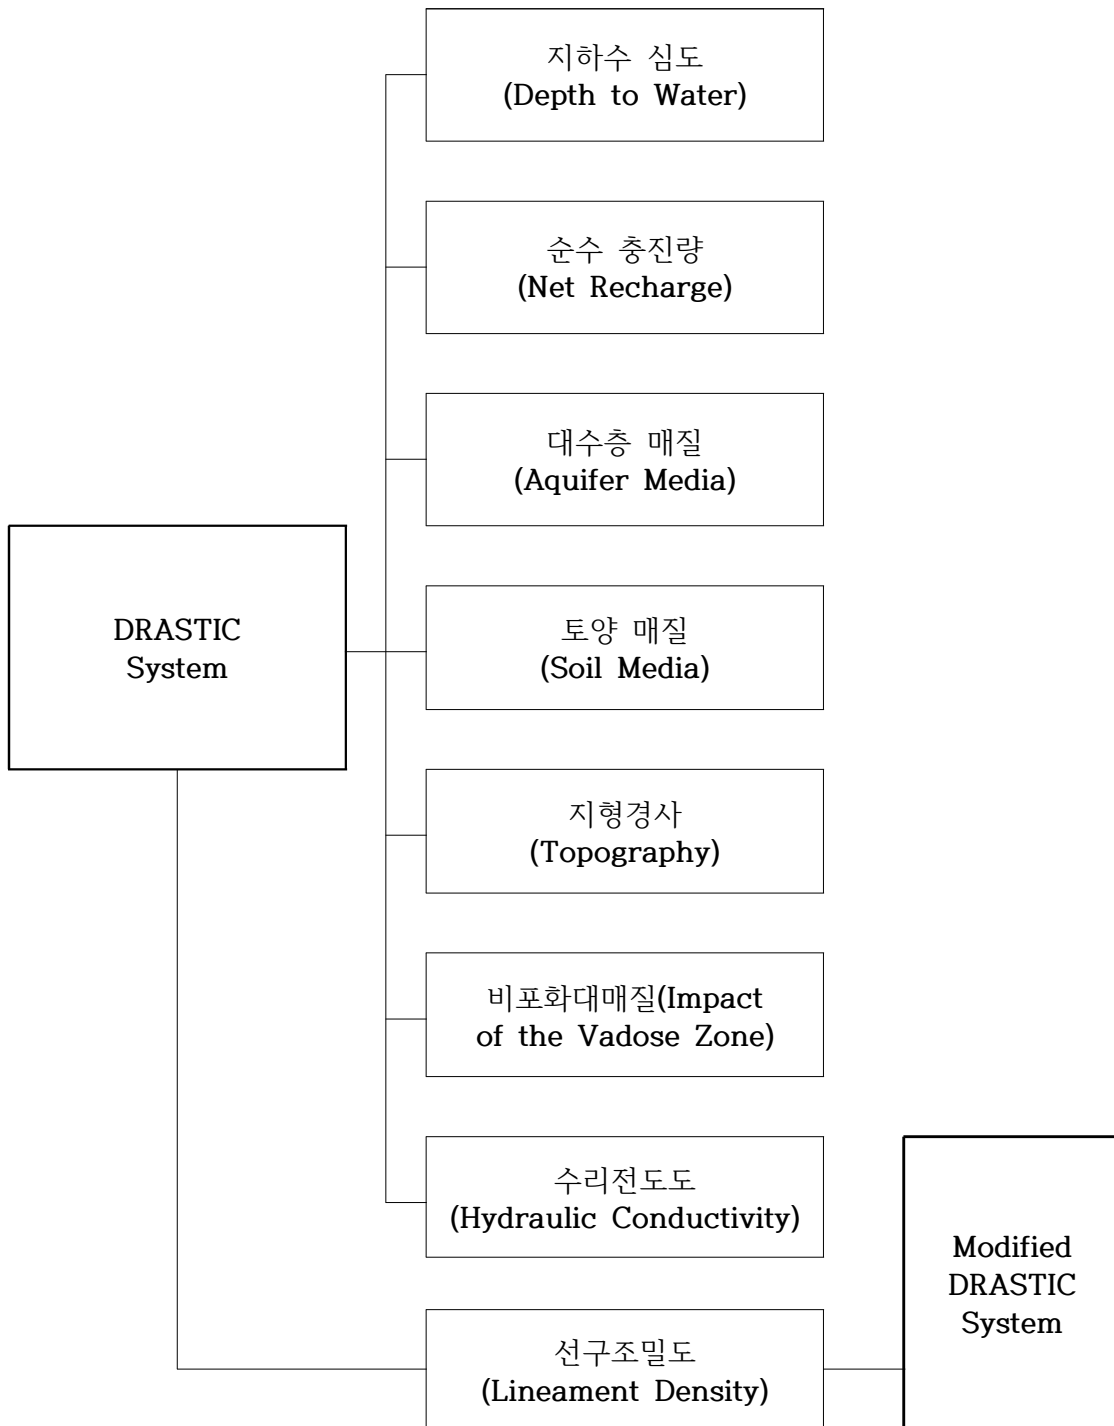 지하수 심도
(Depth to Water)
순수 충진량
(Net Recharge)
대수층 매질
(Aquifer Media)
DRASTIC
System
토양 매질
(Soil Media)
지형경사
(Topography)
비포화대매질(Impact
of the Vadose Zone)
수리전도도
(Hydraulic Conductivity)
Modified
DRASTIC
System
선구조밀도
(Lineament Density)